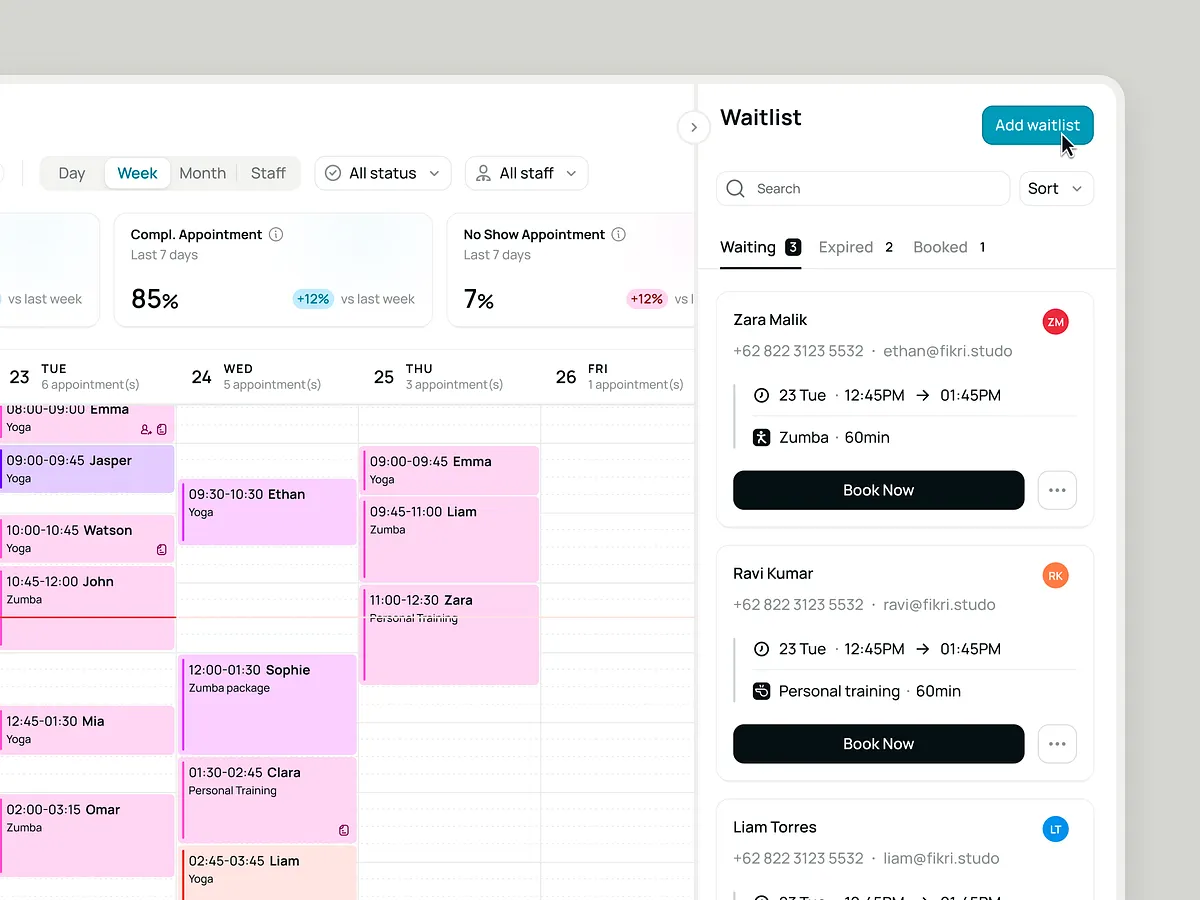 Waitlist
Add waitlist
Day Week Month Staff All status All staff
Search
Sort
Waiting 3 Expired 2 Booked 1
vs last week
Compl. Appointment
Last 7 days
85%
+12% vs last week
No Show Appointment
Last 7 days
7%
+12% vs
23 TUE
6 appointment(s)
24 WED
5 appointment(s)
25 THU
3 appointment(s)
26 FRI
1 appointment(s)
08:00-09:00 Emma
Yoga
09:00-09:45 Jasper
Yoga
10:00-10:45 Watson
Yoga
10:45-12:00 John
Zumba
12:45-01:30 Mia
Yoga
02:00-03:15 Omar
Zumba
09:30-10:30 Ethan
Yoga
12:00-01:30 Sophie
Zumba package
01:30-02:45 Clara
Personal Training
02:45-03:45 Liam
Yoga
09:00-09:45 Emma
Yoga
09:45-11:00 Liam
Zumba
11:00-12:30 Zara
Personal Training
Zara Malik
ZM
+62 822 3123 5532 · ethan@fikri.studo
23 Tue · 12:45PM → 01:45PM
Zumba · 60min
Book Now
Ravi Kumar
RK
+62 822 3123 5532 · ravi@fikri.studo
23 Tue · 12:45PM → 01:45PM
Personal training · 60min
Book Now
Liam Torres
LT
+62 822 3123 5532 · liam@fikri.studo
23 Tue · 12:45PM → 01:45PM